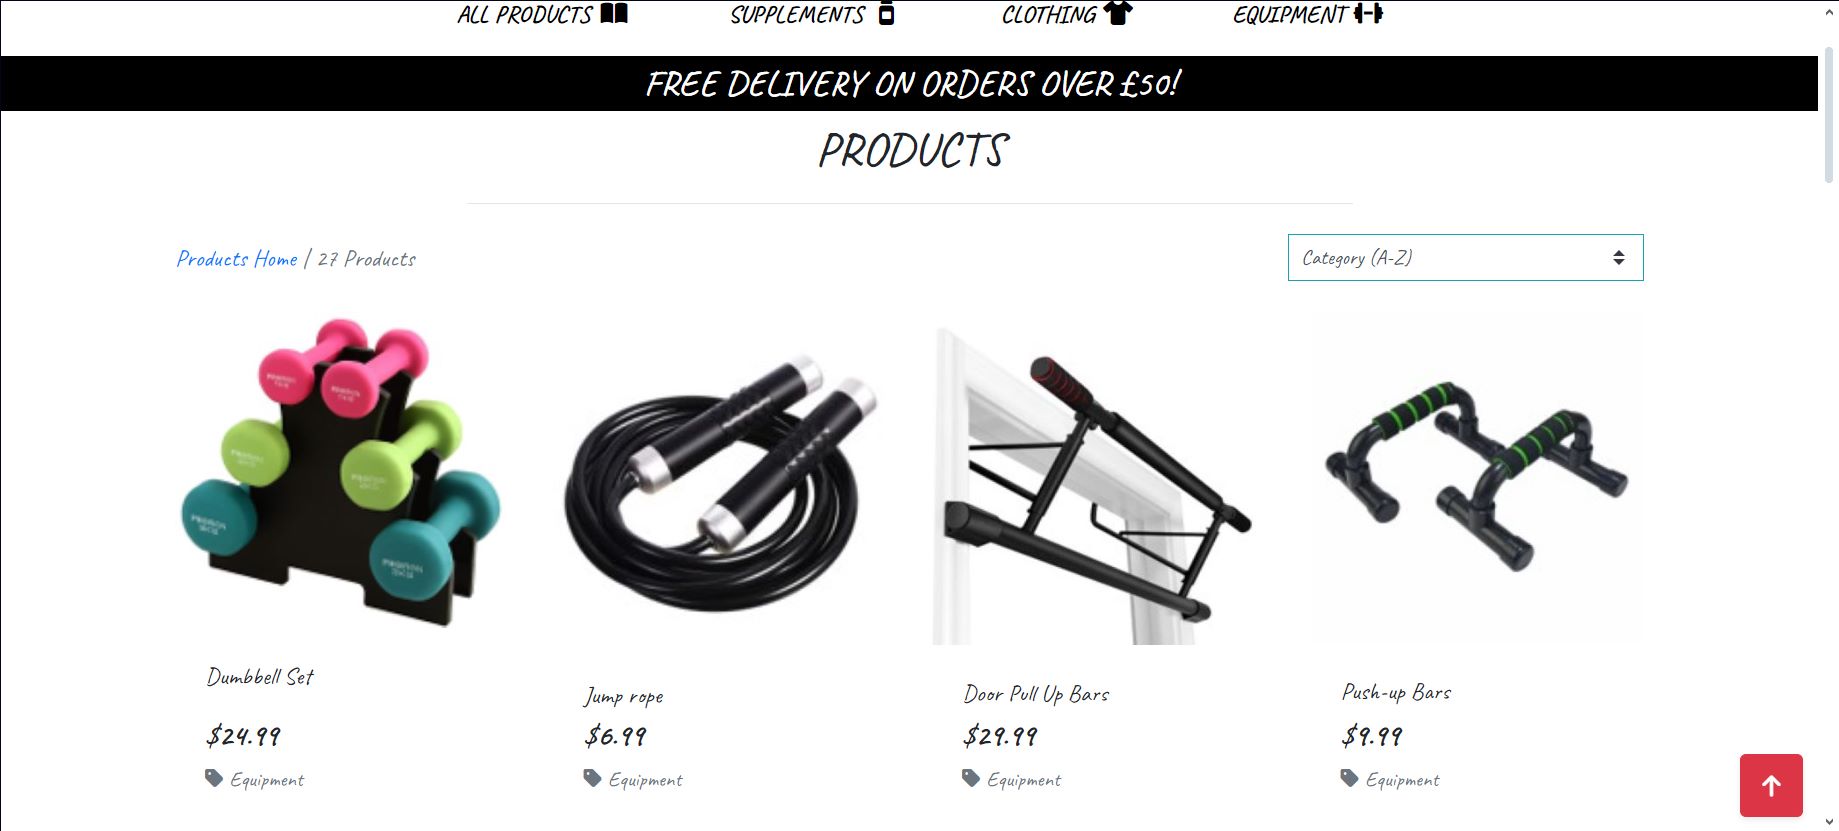 ALL PRODUCTS SUPPLEMENTS CLOTHING EQUIPMENT
FREE DELIVERY ON ORDERS OVER £50!
PRODUCTS
Products Home | 27 Products
Category (A-Z)
Dumbbell Set
Jump rope
Door Pull Up Bars
Push-up Bars
$24.99
$6.99
$29.99
$9.99
Equipment
Equipment
Equipment
Equipment